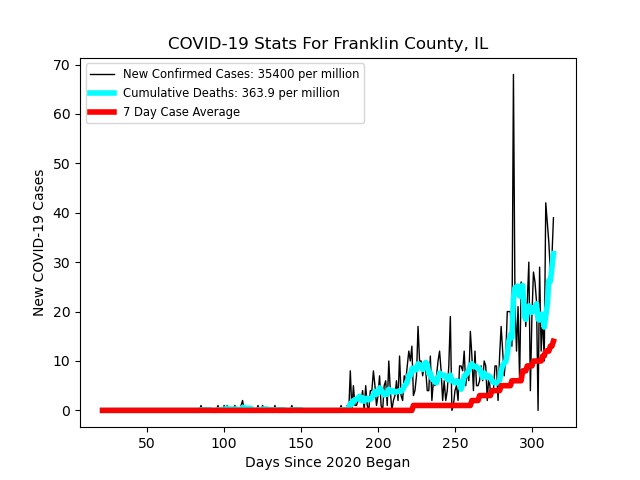 COVID-19 Stats For Franklin County, IL
New Confirmed Cases: 35400 per million
Cumulative Deaths: 363.9 per million
7 Day Case Average
New COVID-19 Cases
70
60
50
40
30
20
10
0
50 100 150 200 250 300
Days Since 2020 Began